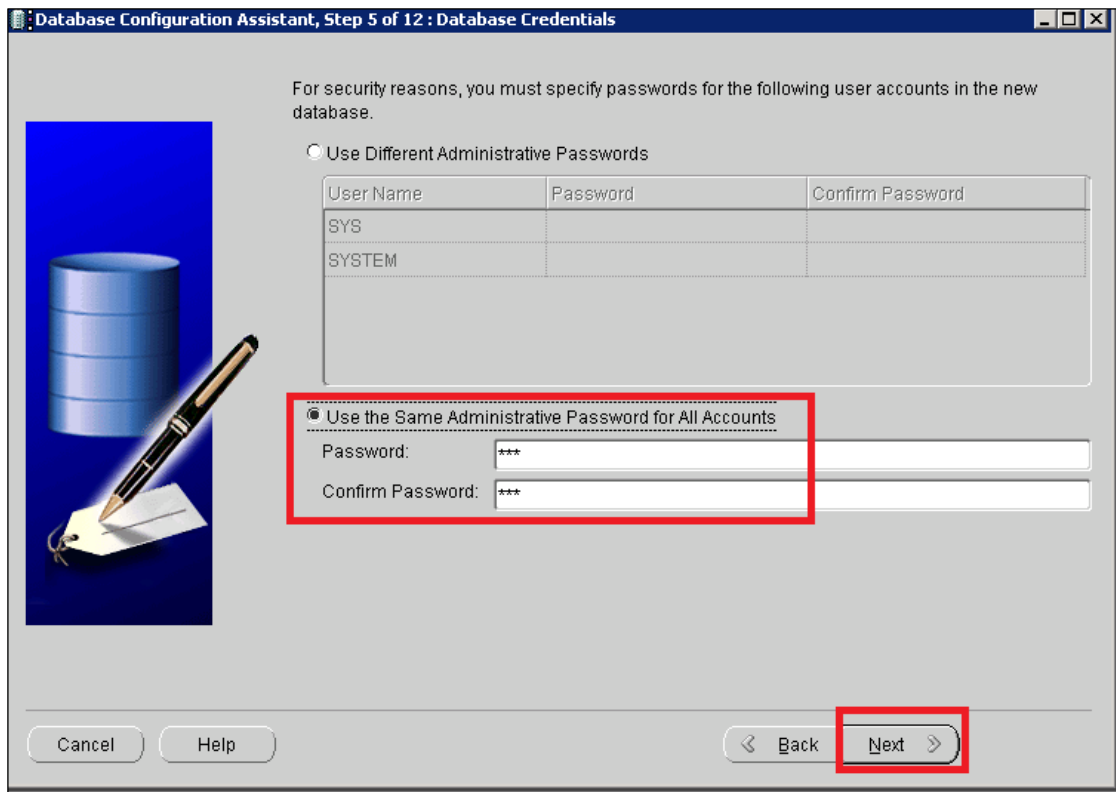 Database Configuration Assistant, Step 5 of 12 : Database Credentials
For security reasons, you must specify passwords for the following user accounts in the new
database.
Use Different Administrative Passwords
User Name Password Confirm Password
SYS
SYSTEM
Use the Same Administrative Password for All Accounts
Password: ***
Confirm Password: ***
Cancel Help Back Next